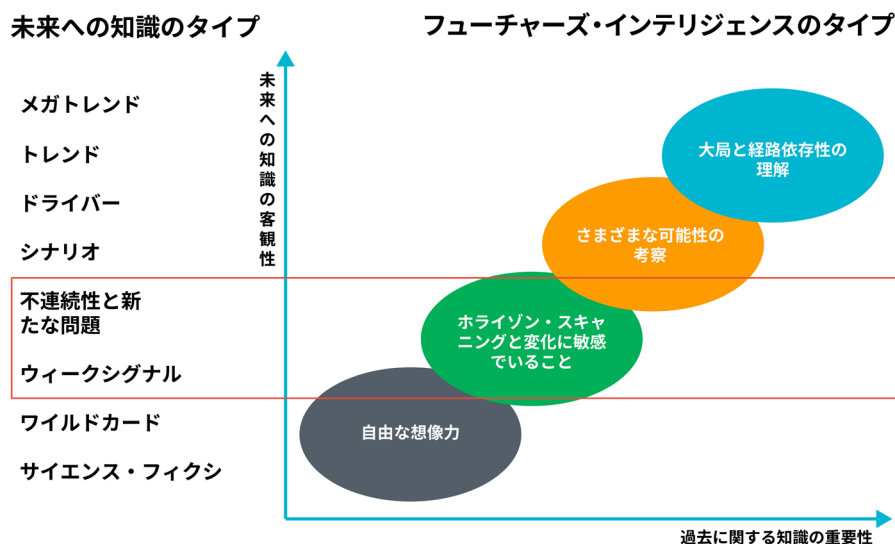 未来への知識のタイプ
フューチャーズ・インテリジェンスのタイプ
メガトレンド
トレンド
ドライバー
シナリオ
不連続性と新
たな問題
ウィークシグナル
ワイルドカード
サイエンス・フィクシ
未来への知識の客観性
大局と経路依存性の
理解
さまざまな可能性の
考察
ホライゾン・スキャ
ニングと変化に敏感
でいること
自由な想像力
過去に関する知識の重要性